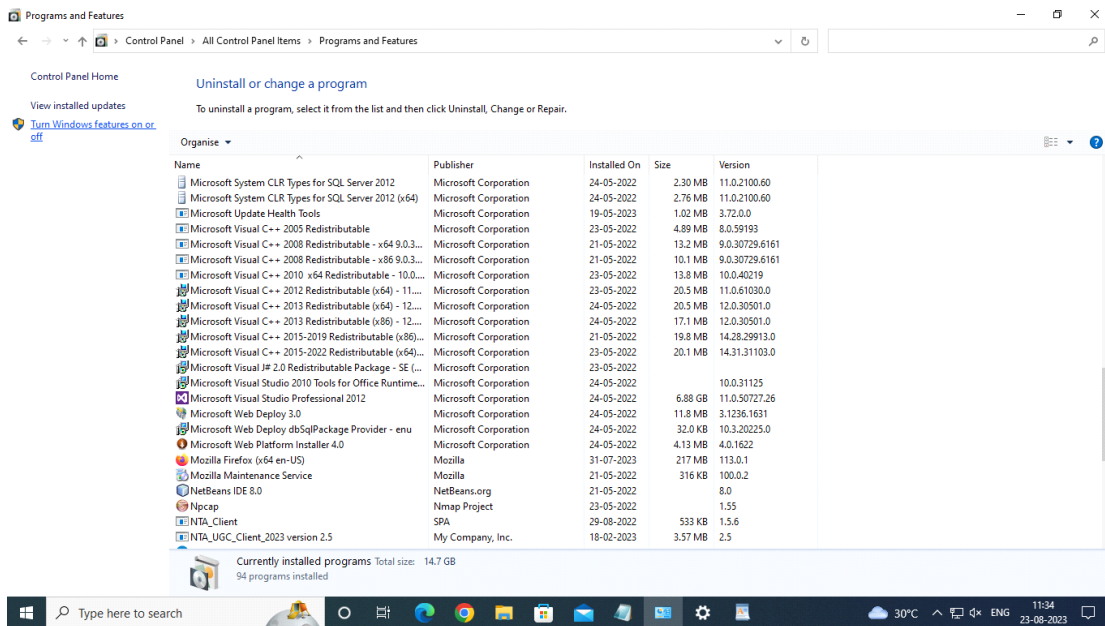 Programs and Features
Control Panel > All Control Panel Items > Programs and Features
Control Panel Home
View installed updates
Turn Windows features on or
off
Uninstall or change a program
To uninstall a program, select it from the list and then click Uninstall, Change or Repair.
Organise
Name Publisher Installed On Size Version
Microsoft System CLR Types for SQL Server 2012 Microsoft Corporation 24-05-2022 2.30 MB 11.0.2100.60
Microsoft System CLR Types for SQL Server 2012 (x64) Microsoft Corporation 24-05-2022 2.76 MB 11.0.2100.60
Microsoft Update Health Tools Microsoft Corporation 19-05-2023 1.02 MB 3.72.0.0
Microsoft Visual C++ 2005 Redistributable Microsoft Corporation 23-05-2022 4.89 MB 8.0.59193
Microsoft Visual C++ 2008 Redistributable - x64 9.0.3... Microsoft Corporation 21-05-2022 13.2 MB 9.0.30729.6161
Microsoft Visual C++ 2008 Redistributable - x86 9.0.3... Microsoft Corporation 21-05-2022 10.1 MB 9.0.30729.6161
Microsoft Visual C++ 2010 x64 Redistributable - 10.0.... Microsoft Corporation 23-05-2022 13.8 MB 10.0.40219
Microsoft Visual C++ 2012 Redistributable (x64) - 11.... Microsoft Corporation 23-05-2022 20.5 MB 11.0.61030.0
Microsoft Visual C++ 2013 Redistributable (x64) - 12.... Microsoft Corporation 24-05-2022 20.5 MB 12.0.30501.0
Microsoft Visual C++ 2013 Redistributable (x86) - 12.... Microsoft Corporation 24-05-2022 17.1 MB 12.0.30501.0
Microsoft Visual C++ 2015-2019 Redistributable (x86)... Microsoft Corporation 21-05-2022 19.8 MB 14.28.29913.0
Microsoft Visual C++ 2015-2022 Redistributable (x64)... Microsoft Corporation 23-05-2022 20.1 MB 14.31.31103.0
Microsoft Visual J# 2.0 Redistributable Package - SE (... Microsoft Corporation 23-05-2022
Microsoft Visual Studio 2010 Tools for Office Runtime... Microsoft Corporation 24-05-2022 10.0.31125
Microsoft Visual Studio Professional 2012 Microsoft Corporation 24-05-2022 6.88 GB 11.0.50727.26
Microsoft Web Deploy 3.0 Microsoft Corporation 24-05-2022 11.8 MB 3.1236.1631
Microsoft Web Deploy dbSqlPackage Provider - enu Microsoft Corporation 24-05-2022 32.0 KB 10.3.20225.0
Microsoft Web Platform Installer 4.0 Microsoft Corporation 24-05-2022 4.13 MB 4.0.1622
Mozilla Firefox (x64 en-US) Mozilla 31-07-2023 217 MB 113.0.1
Mozilla Maintenance Service Mozilla 21-05-2022 316 KB 100.0.2
NetBeans IDE 8.0 NetBeans.org 21-05-2022 8.0
Npcap Nmap Project 23-05-2022 1.55
NTA_Client SPA 29-08-2022 533 KB 1.5.6
NTA_UGC_Client_2023 version 2.5 My Company, Inc. 18-02-2023 3.57 MB 2.5
Currently installed programs Total size: 14.7 GB
94 programs installed
Type here to search
30°C ENG 11:34
23-08-2023